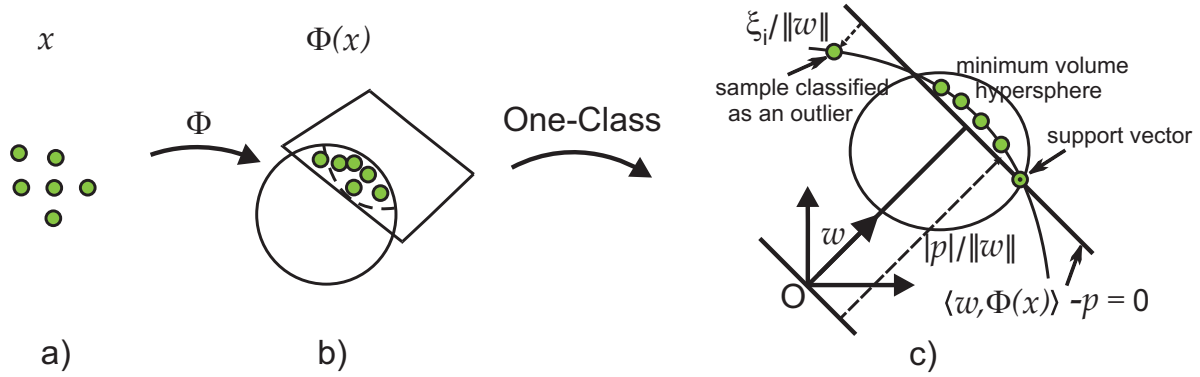 x
Φ
a)
Φ(x)
b)
One-Class
ξᵢ/‖w‖
sample classified
as an outlier
minimum volume
hypersphere
support vector
w
|p|/‖w‖
O
⟨w,Φ(x)⟩ -p = 0
c)